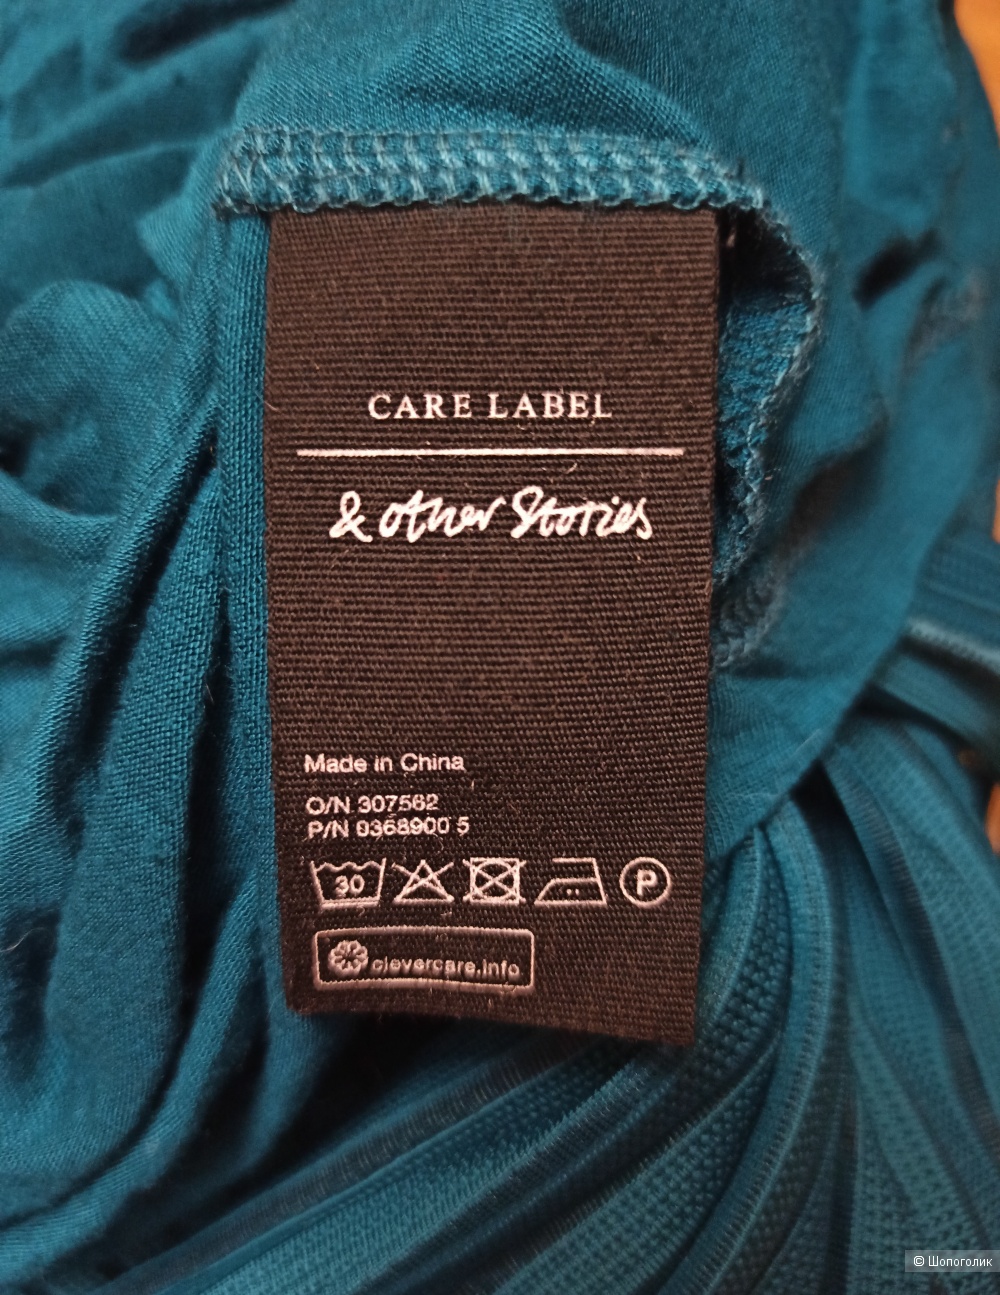 CARE LABEL
& other Stories
Made in China
O/N 307562
P/N 0368900 5
30
P
clevercare.info
© Шопоголик